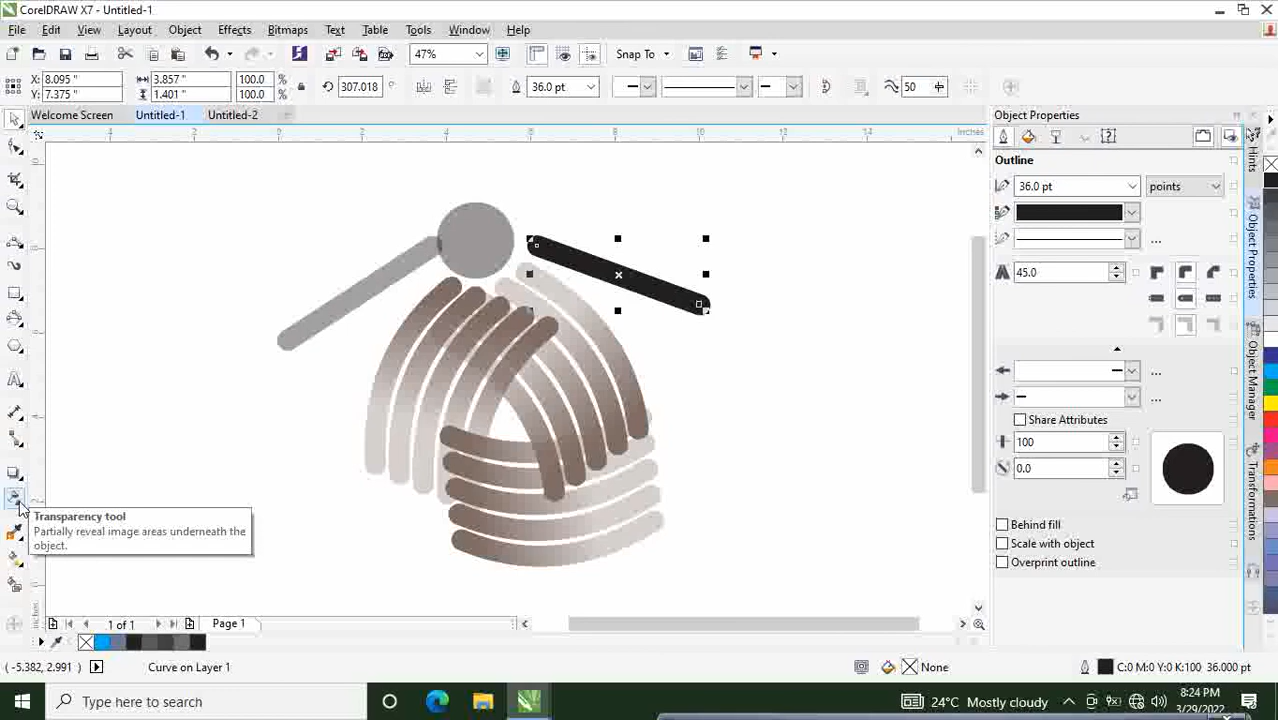 CorelDRAW X7 - Untitled-1
File Edit View Layout Object Effects Bitmaps Text Table Tools Window Help
47% Snap To
X: 8.095 " 3.857 " 100.0 % 307.018 ° 36.0 pt 50
Y: 7.375 " 1.401 " 100.0 %
Welcome Screen Untitled-1 Untitled-2
0 8 10 14 inches
Object Properties
Outline
36.0 pt points
45.0
Share Attributes
100
0.0
Behind fill
Scale with object
Overprint outline
Hints
Object Properties
Object Manager
Transformations
Transparency tool
Partially reveal image areas underneath the
object.
1 of 1 Page 1
( -5.382, 2.991 ) Curve on Layer 1 None C:0 M:0 Y:0 K:100 36.000 pt
Type here to search 24°C Mostly cloudy 8:24 PM
3/29/2022